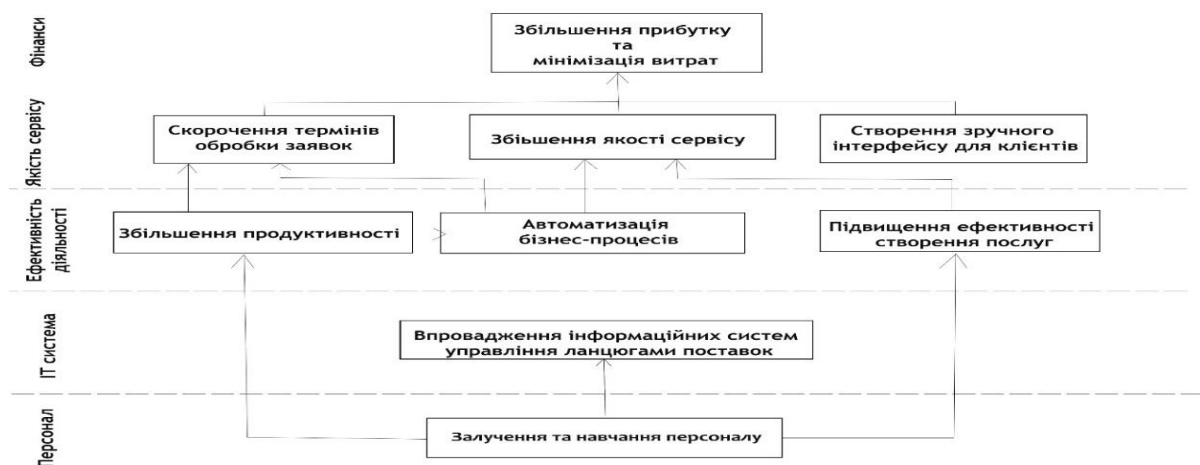 Фінанси
Збільшення прибутку
та
мінімізація витрат
Якість сервісу
Скорочення термінів
обробки заявок
Збіьшення якості сервісу
Створення зручного
інтерфейсу для клієнтів
Ефективність
діяльності
Збільшення продуктивності
Автоматизація
бізнес-процесів
Підвищення ефективності
створення послуг
ІТ система
Впровадження інформаційних систем
управління ланцюгами поставок
Персонал
Залучення та навчання персоналу